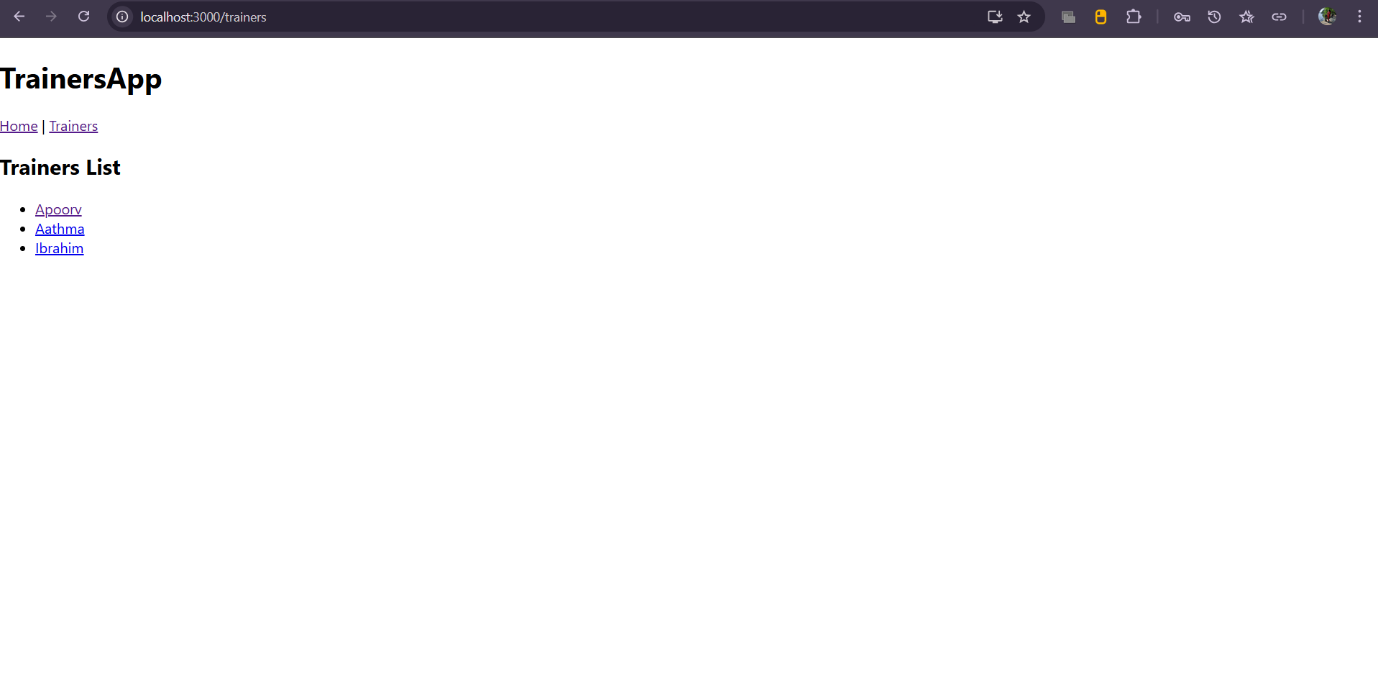 localhost:3000/trainers
TrainersApp
Home | Trainers
Trainers List
Apoorv
Aathma
Ibrahim